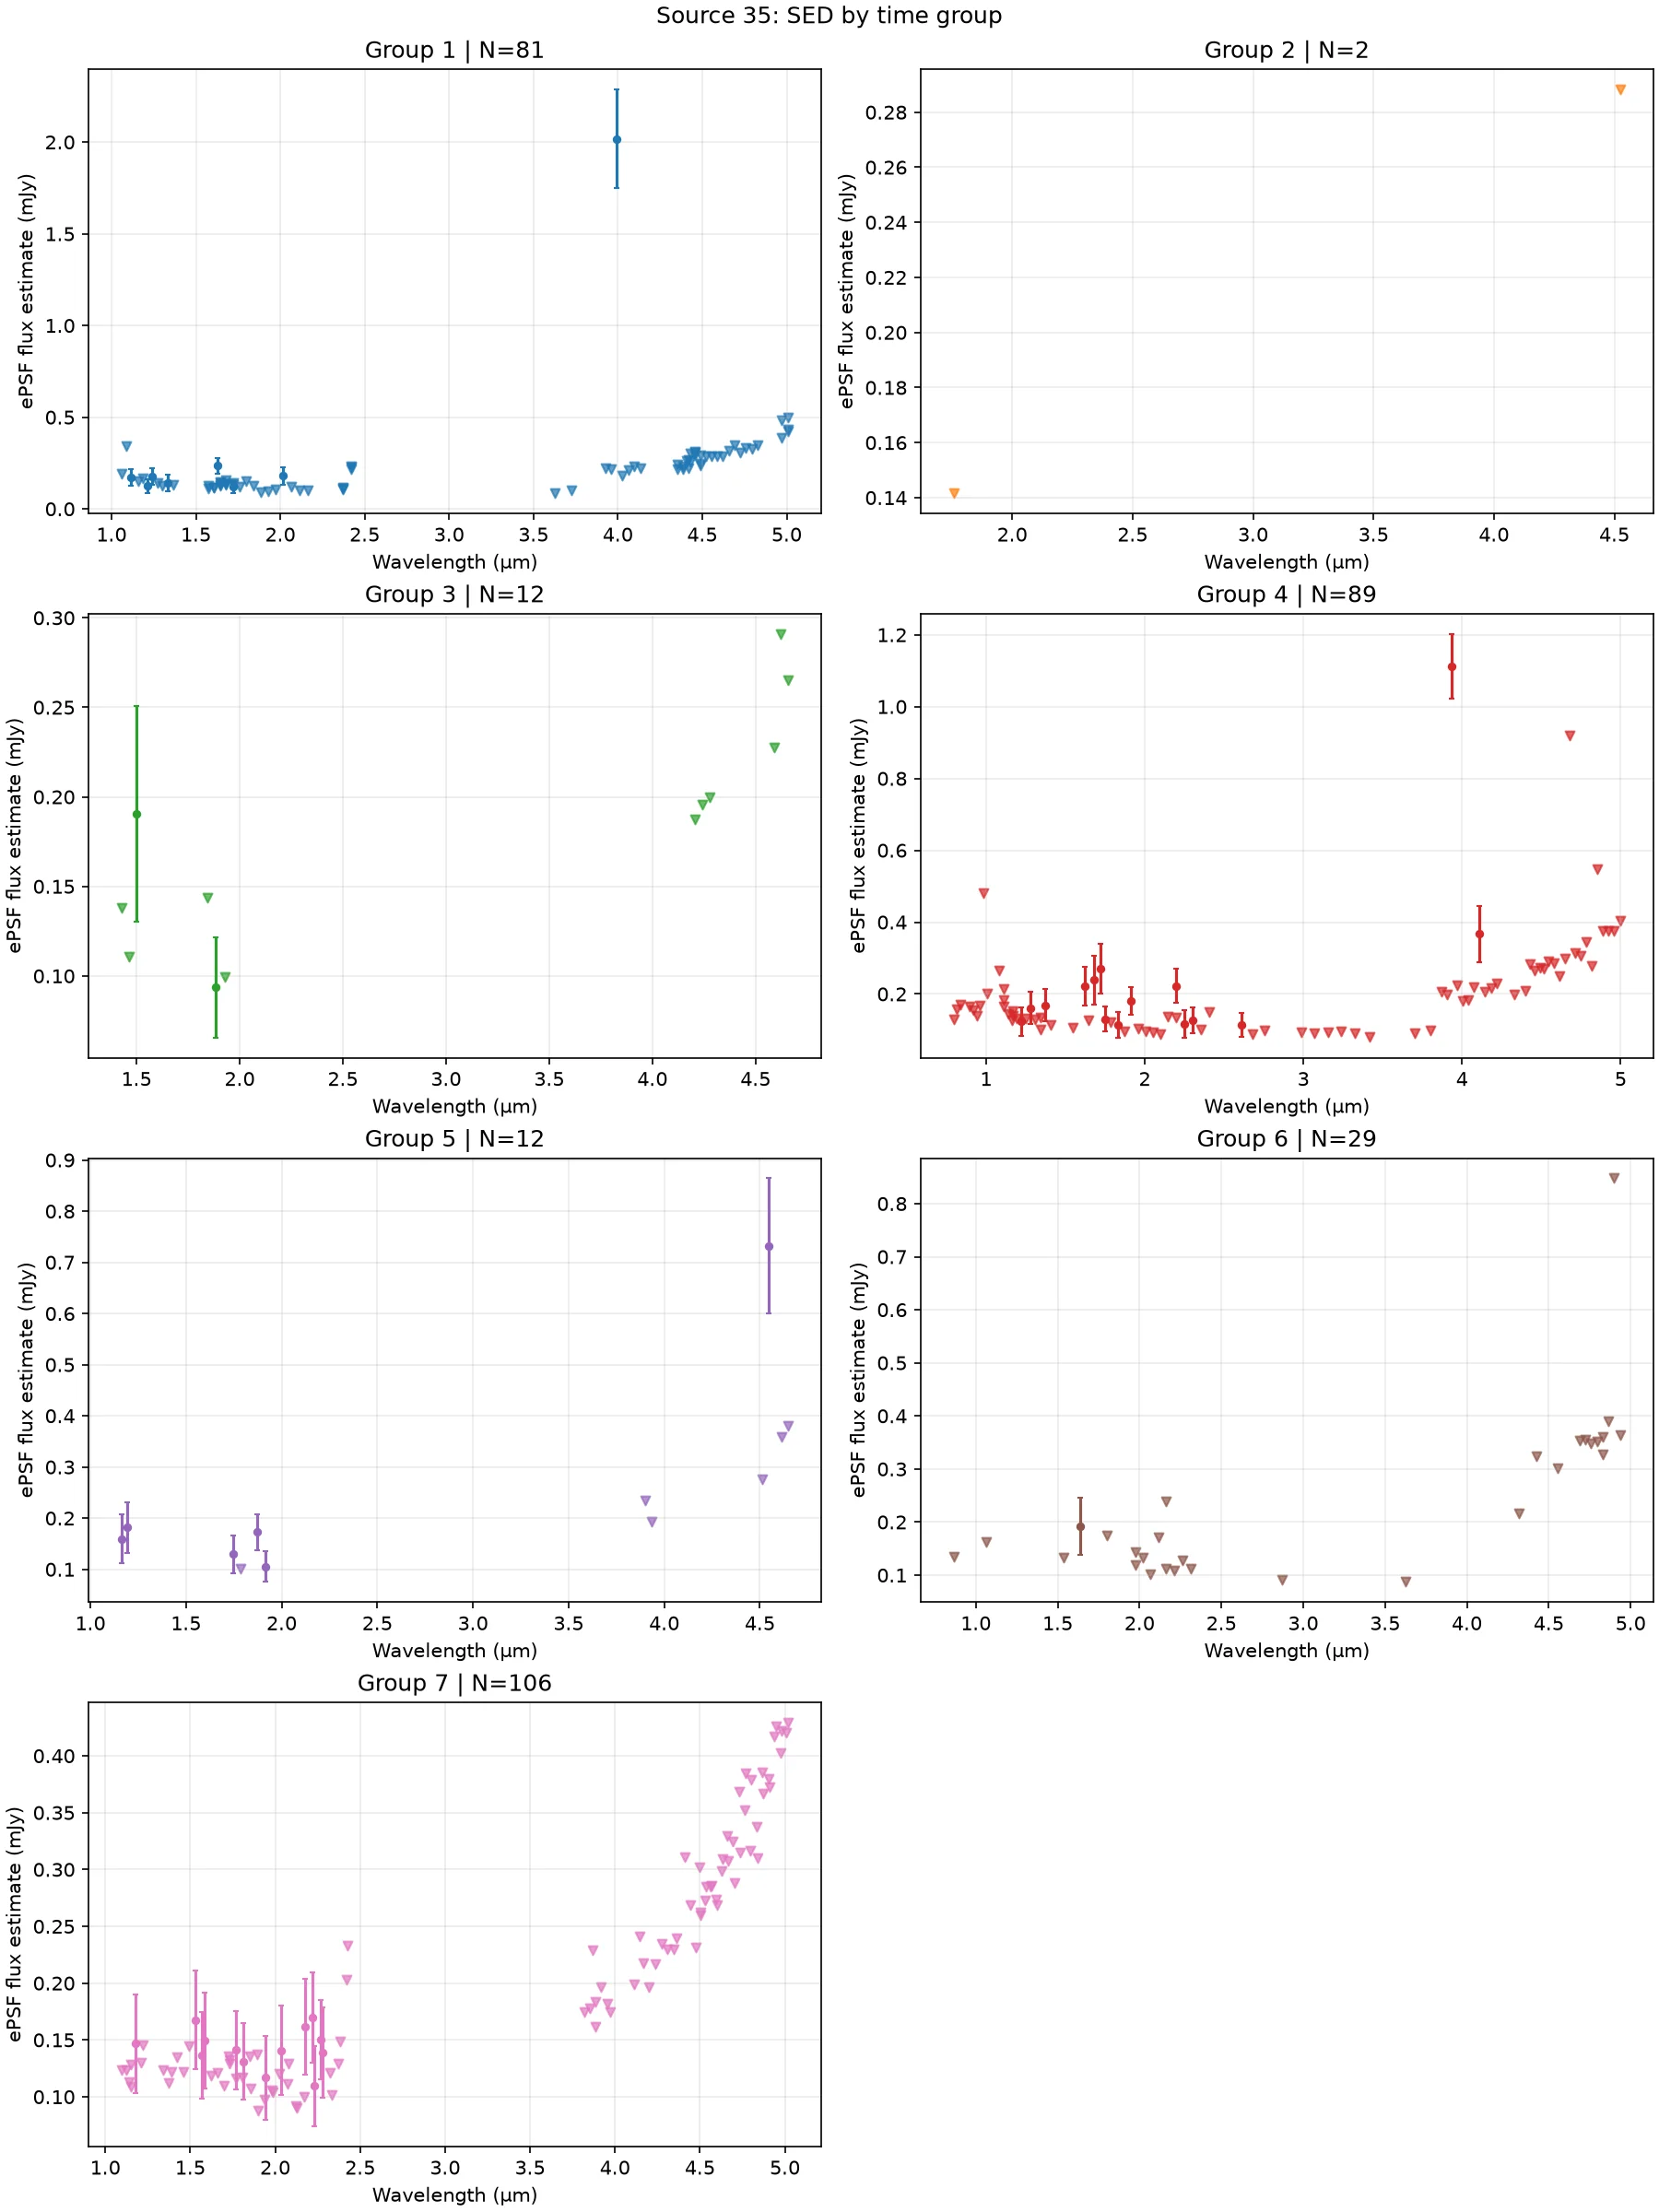 Source 35: SED by time group
Group 1 | N=81
ePSF flux estimate (mJy)
2.0
1.5
1.0
0.5
0.0
1.0 1.5 2.0 2.5 3.0 3.5 4.0 4.5 5.0
Wavelength (µm)
Group 2 | N=2
ePSF flux estimate (mJy)
0.28
0.26
0.24
0.22
0.20
0.18
0.16
0.14
2.0 2.5 3.0 3.5 4.0 4.5
Wavelength (µm)
Group 3 | N=12
ePSF flux estimate (mJy)
0.30
0.25
0.20
0.15
0.10
1.5 2.0 2.5 3.0 3.5 4.0 4.5
Wavelength (µm)
Group 4 | N=89
ePSF flux estimate (mJy)
1.2
1.0
0.8
0.6
0.4
0.2
1 2 3 4 5
Wavelength (µm)
Group 5 | N=12
ePSF flux estimate (mJy)
0.9
0.8
0.7
0.6
0.5
0.4
0.3
0.2
0.1
1.0 1.5 2.0 2.5 3.0 3.5 4.0 4.5
Wavelength (µm)
Group 6 | N=29
ePSF flux estimate (mJy)
0.8
0.7
0.6
0.5
0.4
0.3
0.2
0.1
1.0 1.5 2.0 2.5 3.0 3.5 4.0 4.5 5.0
Wavelength (µm)
Group 7 | N=106
ePSF flux estimate (mJy)
0.40
0.35
0.30
0.25
0.20
0.15
0.10
1.0 1.5 2.0 2.5 3.0 3.5 4.0 4.5 5.0
Wavelength (µm)